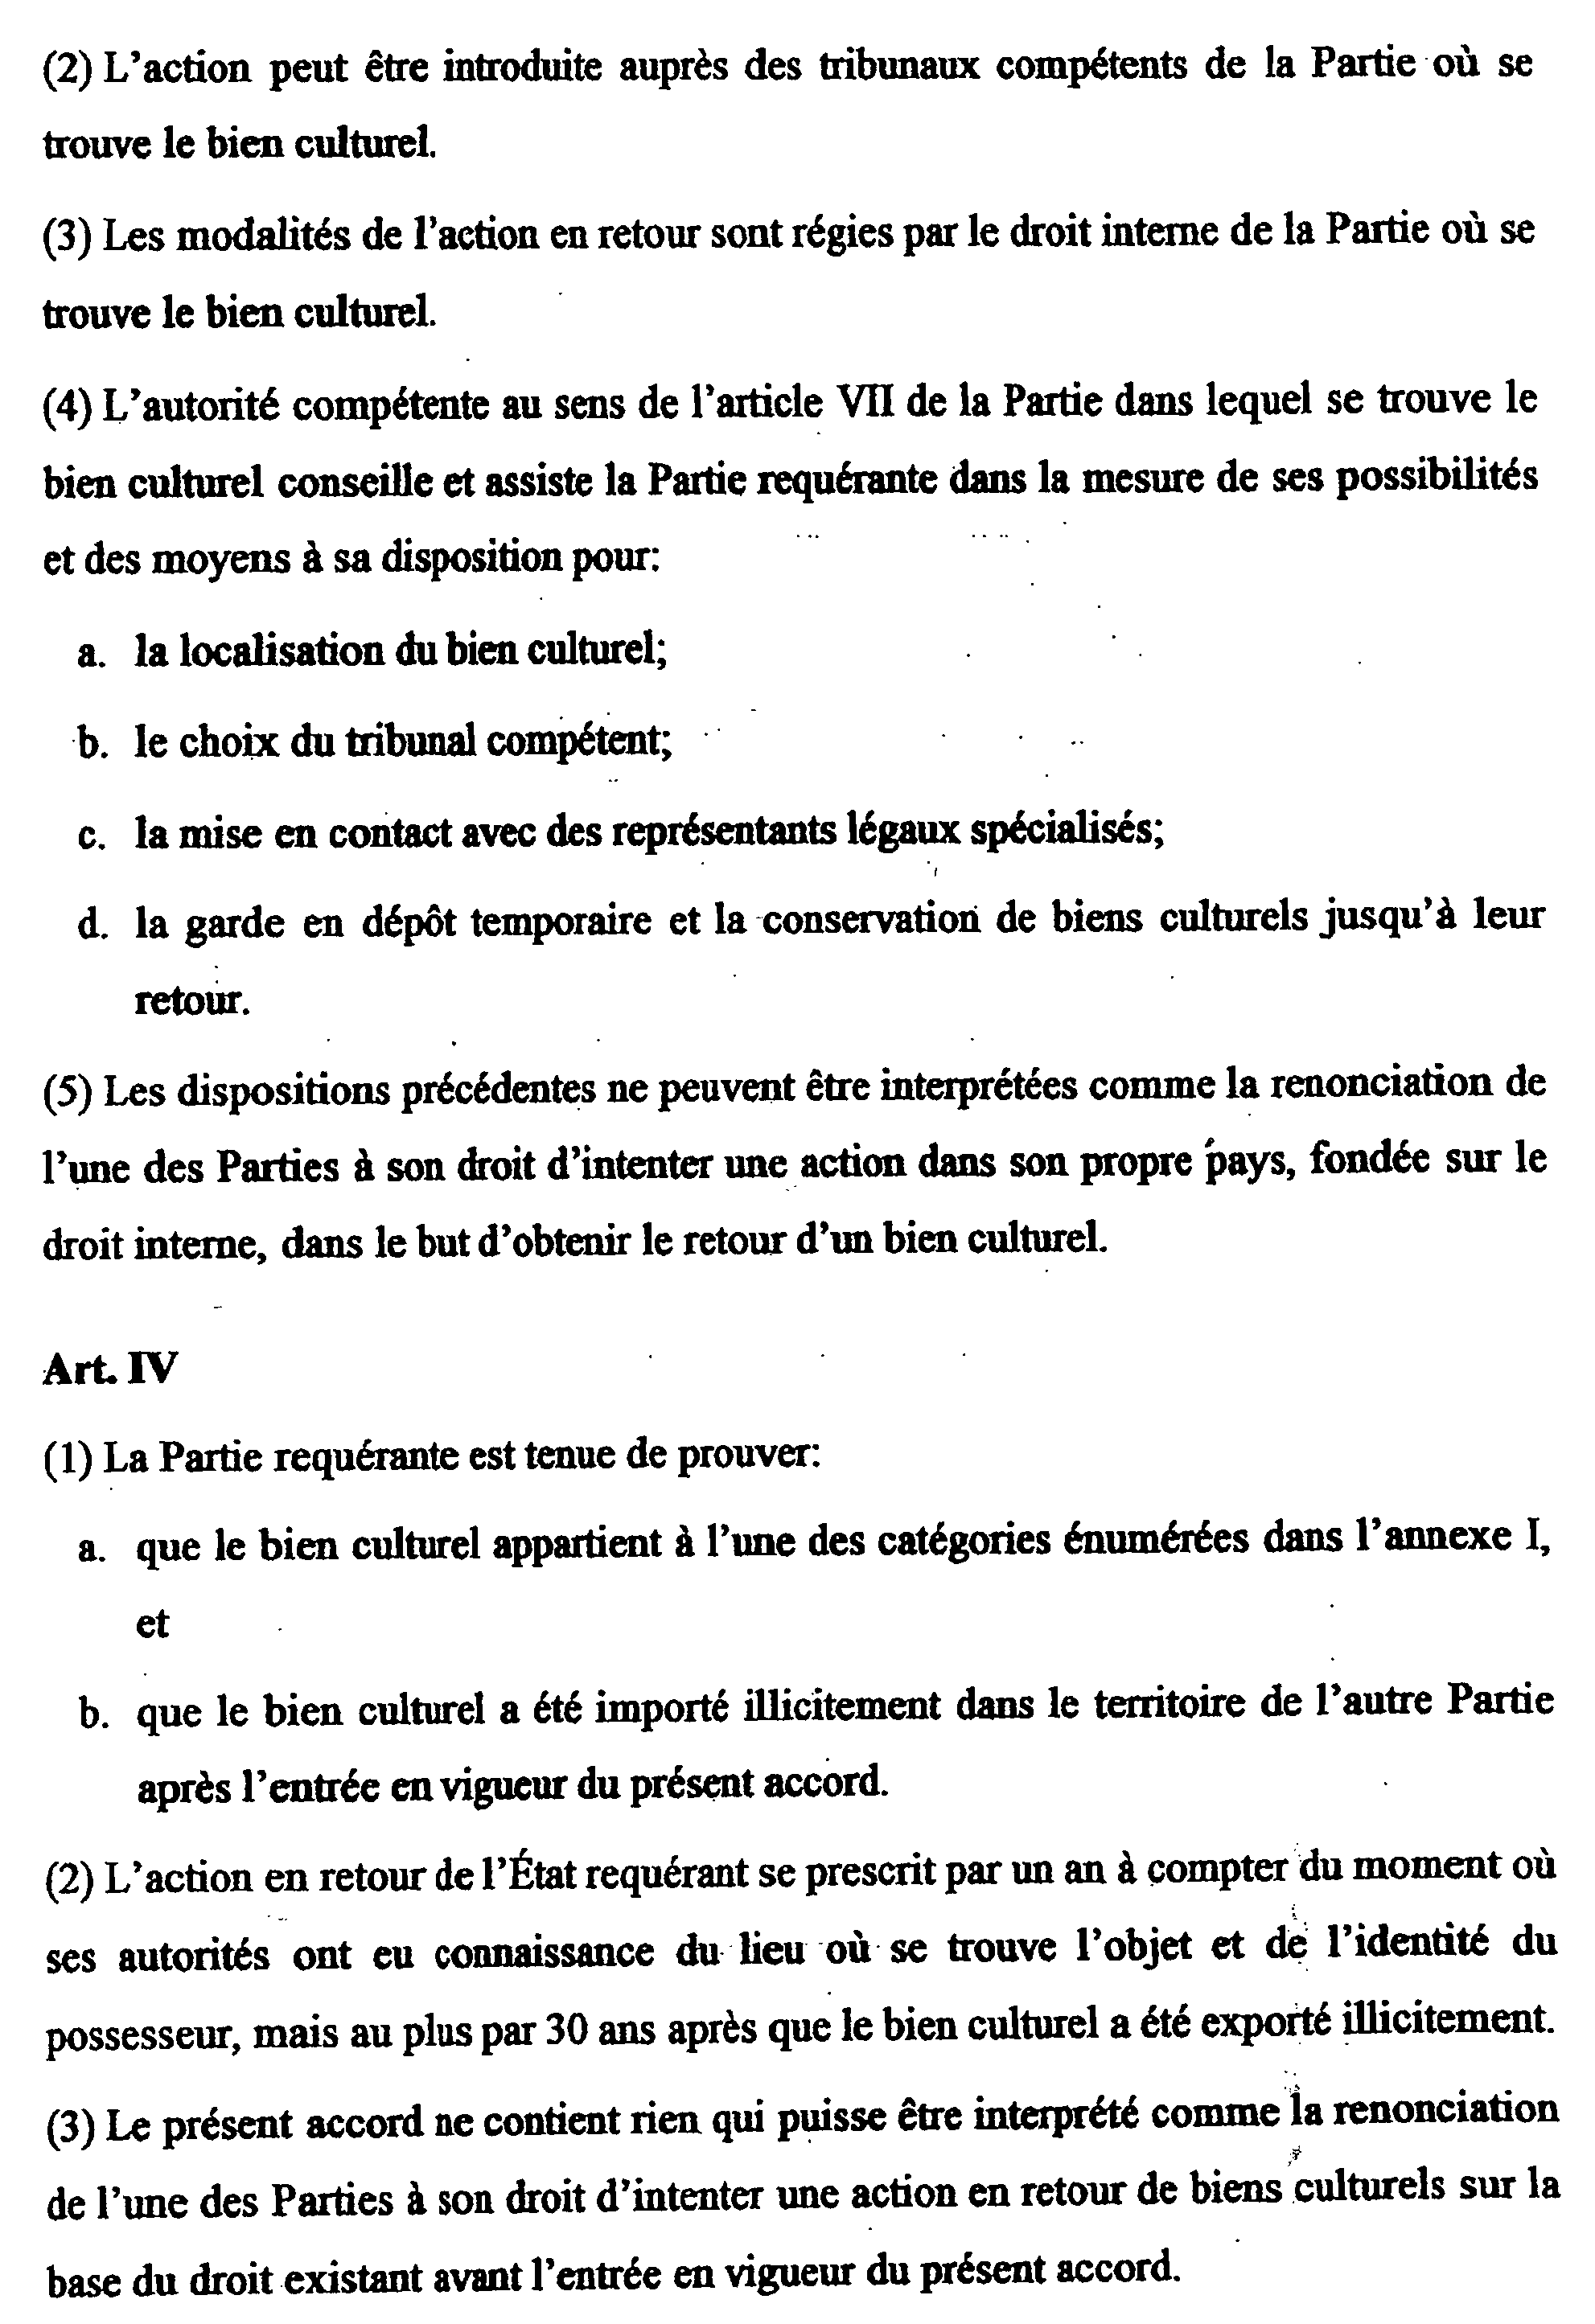 (2) L’action peut être introduite auprès des tribunaux compétents de la Partie où se
trouve le bien culturel.
(3) Les modalités de l’action en retour sont régies par le droit interne de la Partie où se
trouve le bien culturel.
(4) L’autorité compétente au sens de l’article VII de la Partie dans lequel se trouve le
bien culturel conseille et assiste la Partie requérante dans la mesure de ses possibilités
et des moyens à sa disposition pour:
a. la localisation du bien culturel;
b. le choix du tribunal compétent;
c. la mise en contact avec des représentants légaux spécialisés;
d. la garde en dépôt temporaire et la conservation de biens culturels jusqu’à leur
retour.
(5) Les dispositions précédentes ne peuvent être interprétées comme la renonciation de
l’une des Parties à son droit d’intenter une action dans son propre pays, fondée sur le
droit interne, dans le but d’obtenir le retour d’un bien culturel.
Art. IV
(1) La Partie requérante est tenue de prouver:
a. que le bien culturel appartient à l’une des catégories énumérées dans l’annexe I,
et
b. que le bien culturel a été importé illicitement dans le territoire de l’autre Partie
après l’entrée en vigueur du présent accord.
(2) L’action en retour de l’État requérant se prescrit par un an à compter du moment où
ses autorités ont eu connaissance du lieu où se trouve l’objet et de l’identité du
possesseur, mais au plus par 30 ans après que le bien culturel a été exporté illicitement.
(3) Le présent accord ne contient rien qui puisse être interprété comme la renonciation
de l’une des Parties à son droit d’intenter une action en retour de biens culturels sur la
base du droit existant avant l’entrée en vigueur du présent accord.